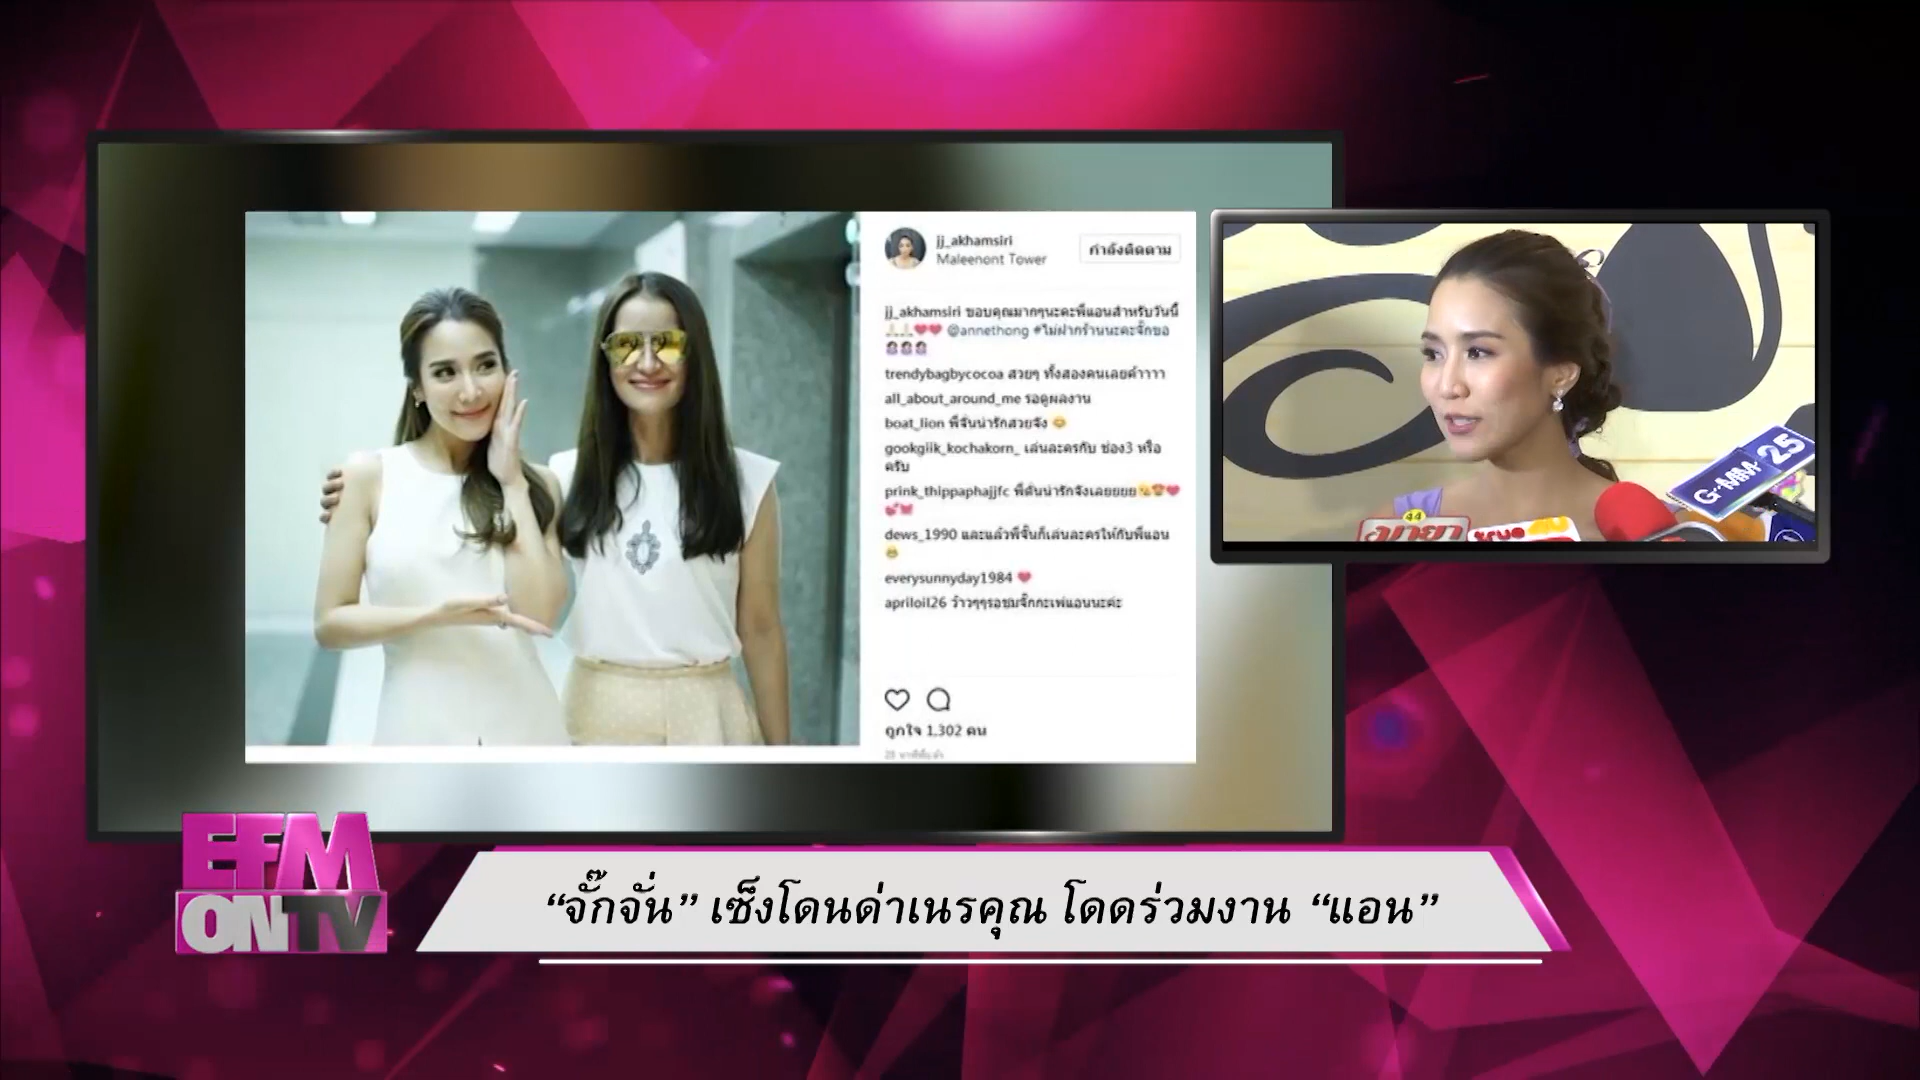 jj_akhamsiri
Maleenont Tower
กำลังติดตาม
jj_akhamsiri ขอบคุณมากๆนะคะพี่แอนสำหรับวันนี้
🙏🏻🙏🏻❤❤ @annethong #ไม่ฝากร้านนะคะจั๊กขอ
trendybagbycocoa สวยๆ ทั้งสองคนเลยค้าาาา
all_about_around_me รอดูผลงาน
boat_lion พี่จั่นน่ารักสวยจัง
gookgiik_kochakorn_ เล่นละครกับ ช่อง3 หรือ
ครับ
prink_thippaphajjfc พี่ดั่นน่ารักจังเลยยยย
dews_1990 และแล้วพี่จั๊นก็เล่นละครให้กับพี่แอน
everysunnyday1984 ❤
apriloil26 ว้าวๆๆรอชมจั๊กกะเพ่แอนนะค่ะ
ถูกใจ 1,302 คน
G-MM 25
44
มายา
true
EFM
ONTV
“จั๊กจั่น” เซ็งโดนด่าเนรคุณ โดดร่วมงาน “แอน”